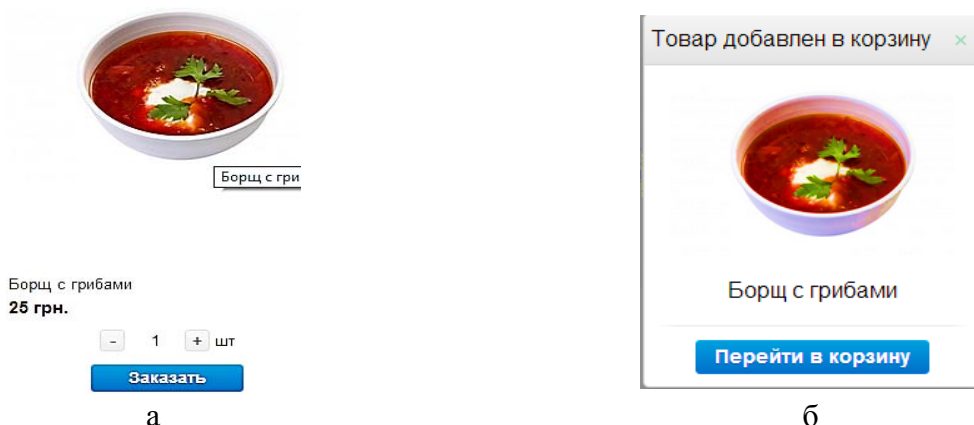 Борщ с гри
Борщ с грибами
25 грн.
- 1 + шт
Заказать
а
Товар добавлен в корзину ×
Борщ с грибами
Перейти в корзину
б